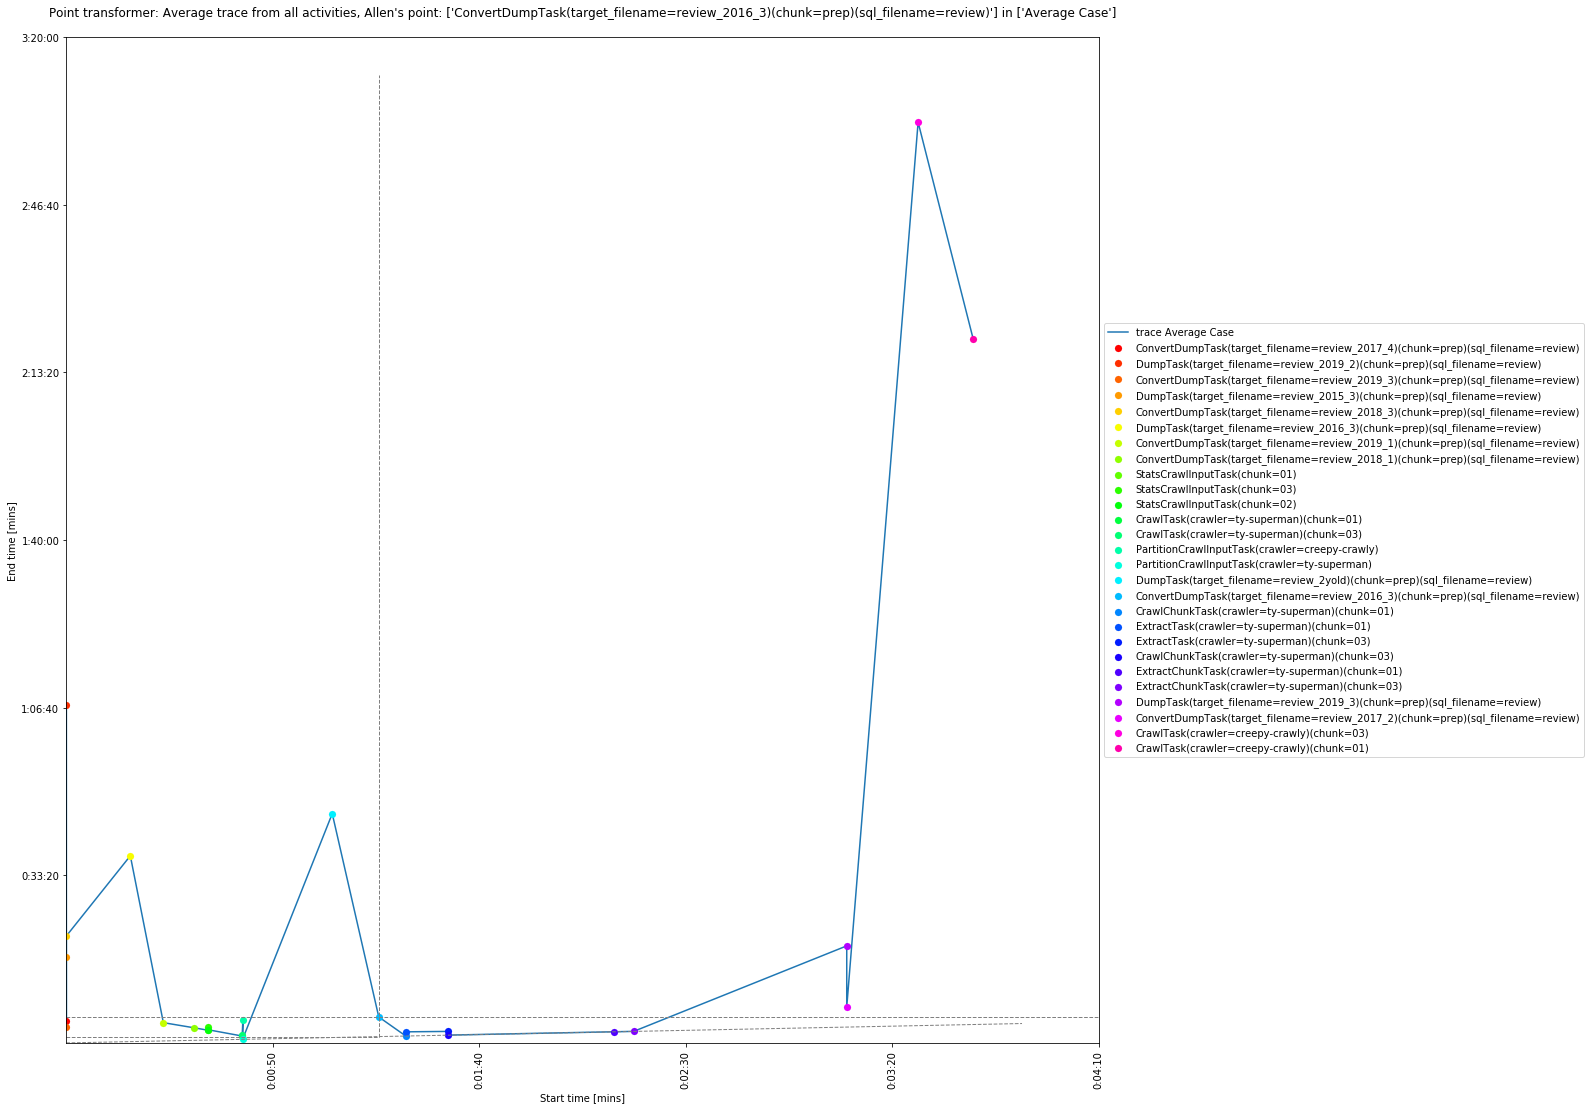 Point transformer: Average trace from all activities, Allen's point: ['ConvertDumpTask(target_filename=review_2016_3)(chunk=prep)(sql_filename=review)'] in ['Average Case']
3:20:00
2:46:40
2:13:20
1:40:00
1:06:40
0:33:20
End time [mins]
0:00:50
0:01:40
0:02:30
0:03:20
0:04:10
Start time [mins]
trace Average Case
ConvertDumpTask(target_filename=review_2017_4)(chunk=prep)(sql_filename=review)
DumpTask(target_filename=review_2019_2)(chunk=prep)(sql_filename=review)
ConvertDumpTask(target_filename=review_2019_3)(chunk=prep)(sql_filename=review)
DumpTask(target_filename=review_2015_3)(chunk=prep)(sql_filename=review)
ConvertDumpTask(target_filename=review_2018_3)(chunk=prep)(sql_filename=review)
DumpTask(target_filename=review_2016_3)(chunk=prep)(sql_filename=review)
ConvertDumpTask(target_filename=review_2019_1)(chunk=prep)(sql_filename=review)
ConvertDumpTask(target_filename=review_2018_1)(chunk=prep)(sql_filename=review)
StatsCrawlInputTask(chunk=01)
StatsCrawlInputTask(chunk=03)
StatsCrawlInputTask(chunk=02)
CrawlTask(crawler=ty-superman)(chunk=01)
CrawlTask(crawler=ty-superman)(chunk=03)
PartitionCrawlInputTask(crawler=creepy-crawly)
PartitionCrawlInputTask(crawler=ty-superman)
DumpTask(target_filename=review_2yold)(chunk=prep)(sql_filename=review)
ConvertDumpTask(target_filename=review_2016_3)(chunk=prep)(sql_filename=review)
CrawlChunkTask(crawler=ty-superman)(chunk=01)
ExtractTask(crawler=ty-superman)(chunk=01)
ExtractTask(crawler=ty-superman)(chunk=03)
CrawlChunkTask(crawler=ty-superman)(chunk=03)
ExtractChunkTask(crawler=ty-superman)(chunk=01)
ExtractChunkTask(crawler=ty-superman)(chunk=03)
DumpTask(target_filename=review_2019_3)(chunk=prep)(sql_filename=review)
ConvertDumpTask(target_filename=review_2017_2)(chunk=prep)(sql_filename=review)
CrawlTask(crawler=creepy-crawly)(chunk=03)
CrawlTask(crawler=creepy-crawly)(chunk=01)